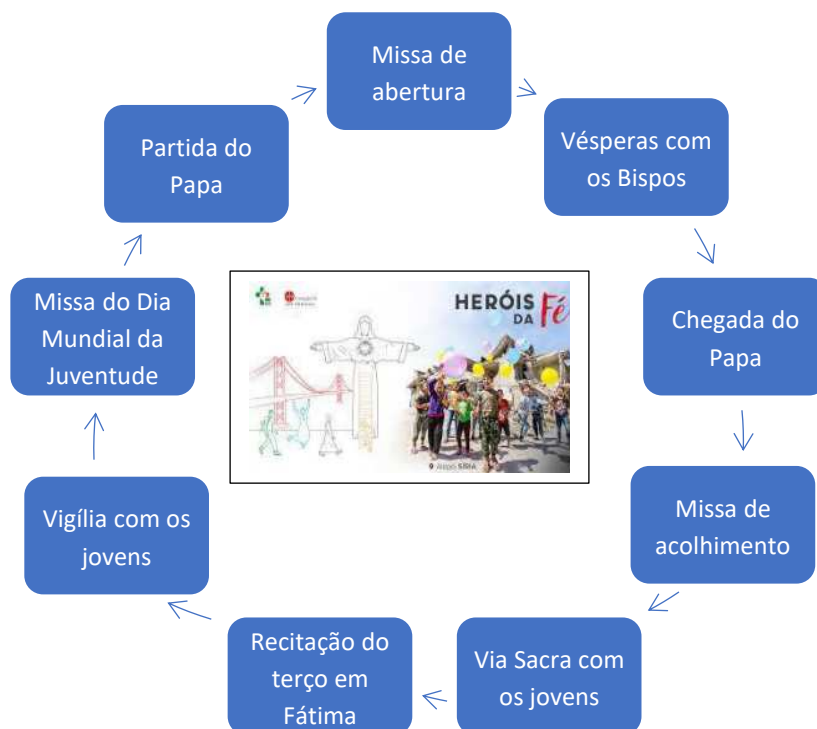 Missa de
abertura
Vésperas com
os Bispos
Chegada do
Papa
Missa de
acolhimento
Via Sacra com
os jovens
Recitação do
terço em
Fátima
Vigília com os
jovens
Missa do Dia
Mundial da
Juventude
Partida do
Papa
HERÓIS
DA Fé
Alepo SÍRIA